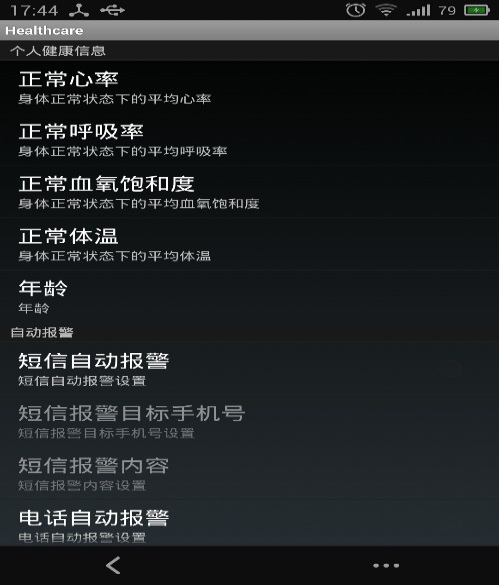 17:44 79
Healthcare
个人健康信息
正常心率
身体正常状态下的平均心率
正常呼吸率
身体正常状态下的平均呼吸率
正常血氧饱和度
身体正常状态下的平均血氧饱和度
正常体温
身体正常状态下的平均体温
年龄
年龄
自动报警
短信自动报警
短信自动报警设置
短信报警目标手机号
短信报警目标手机号设置
短信报警内容
短信报警内容设置
电话自动报警
电话自动报警设置